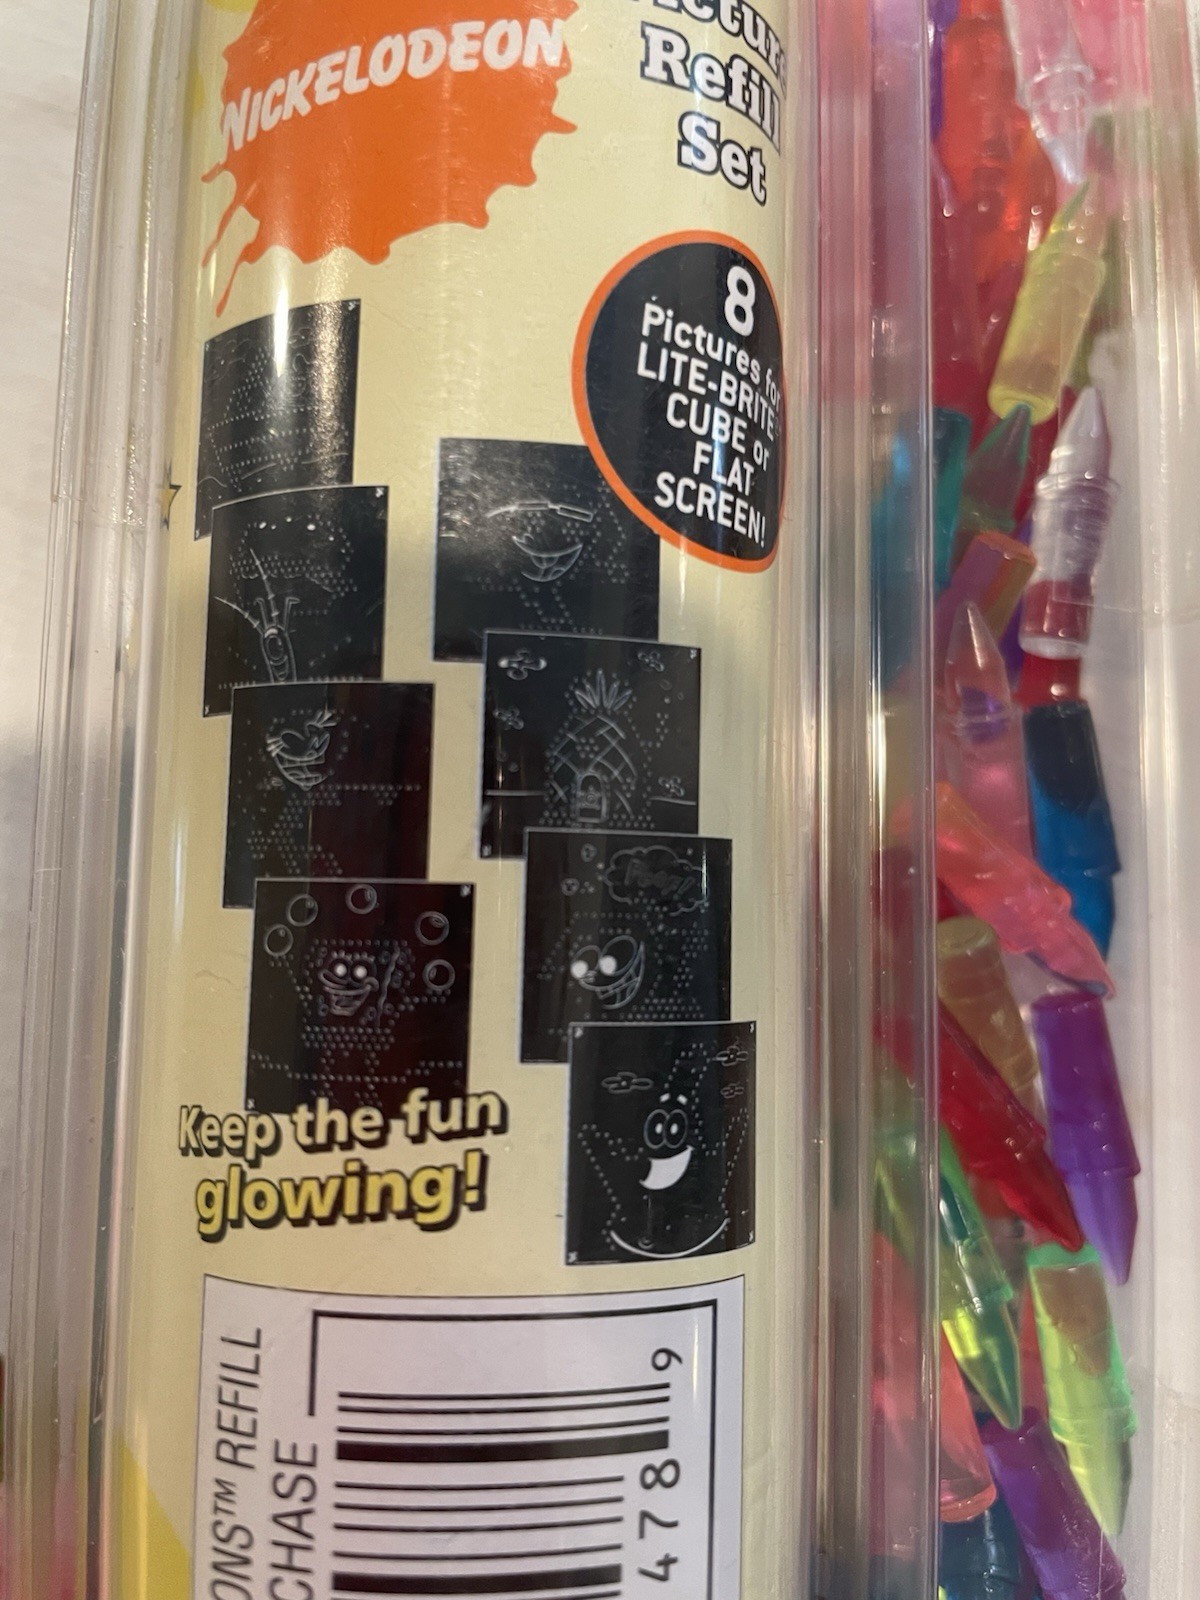 NICKELODEON
Picture
Refill
Set
8
Pictures for
LITE-BRITE
CUBE or
FLAT
SCREEN!
Keep the fun
glowing!
ONS™ REFILL
CHASE
478 9